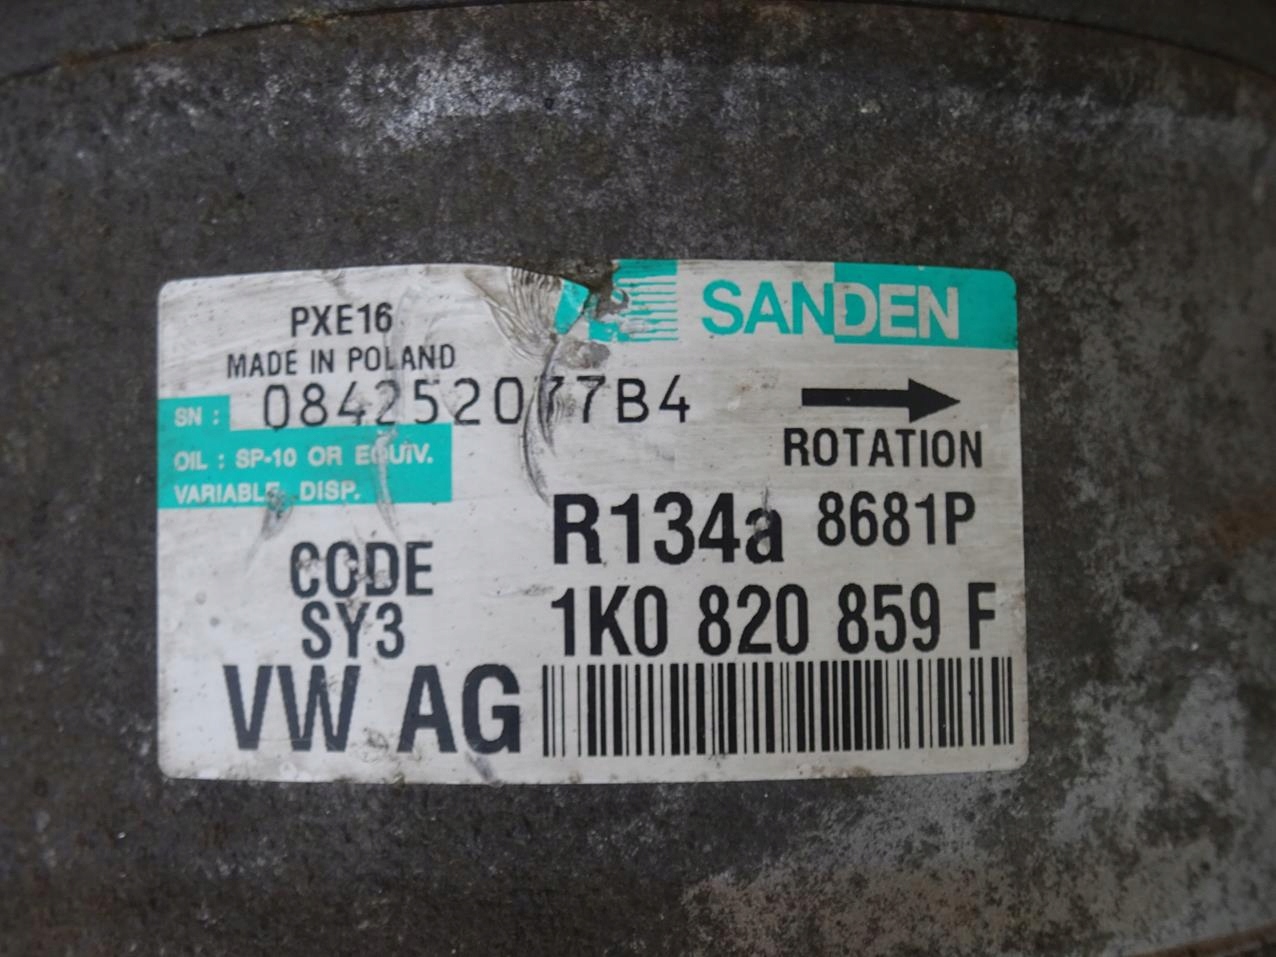 SANDEN
PXE16
MADE IN POLAND
SN : 084252077B4
ROTATION
OIL : SP-10 OR EQUIV.
VARIABLE DISP.
R134a 8681P
CODE
SY3
1K0 820 859 F
VW AG